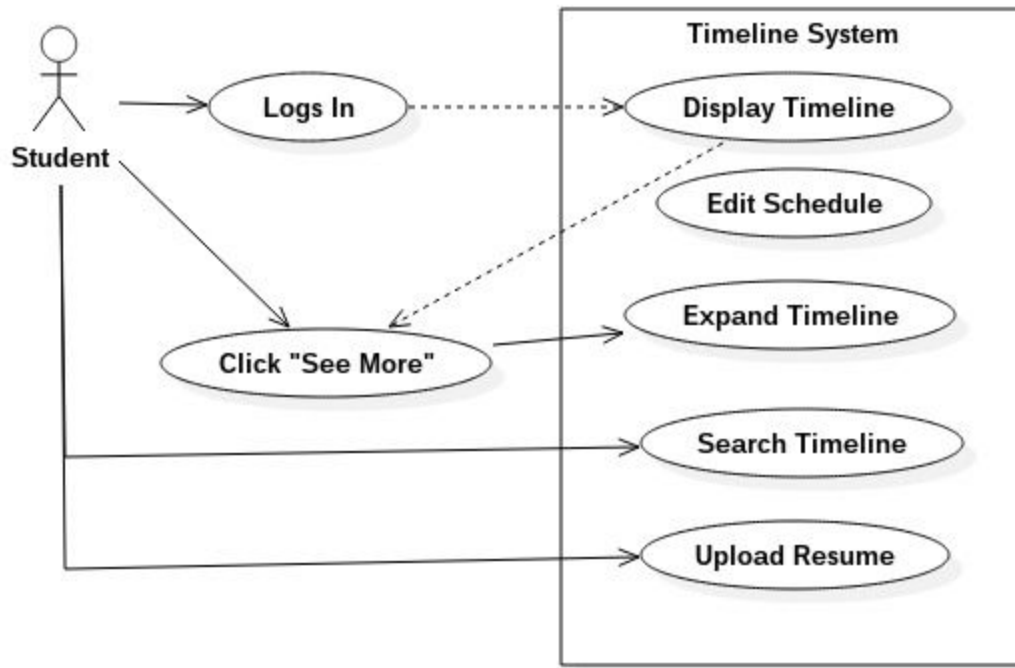 Timeline System
Logs In
Display Timeline
Student
Edit Schedule
Expand Timeline
Click "See More"
Search Timeline
Upload Resume